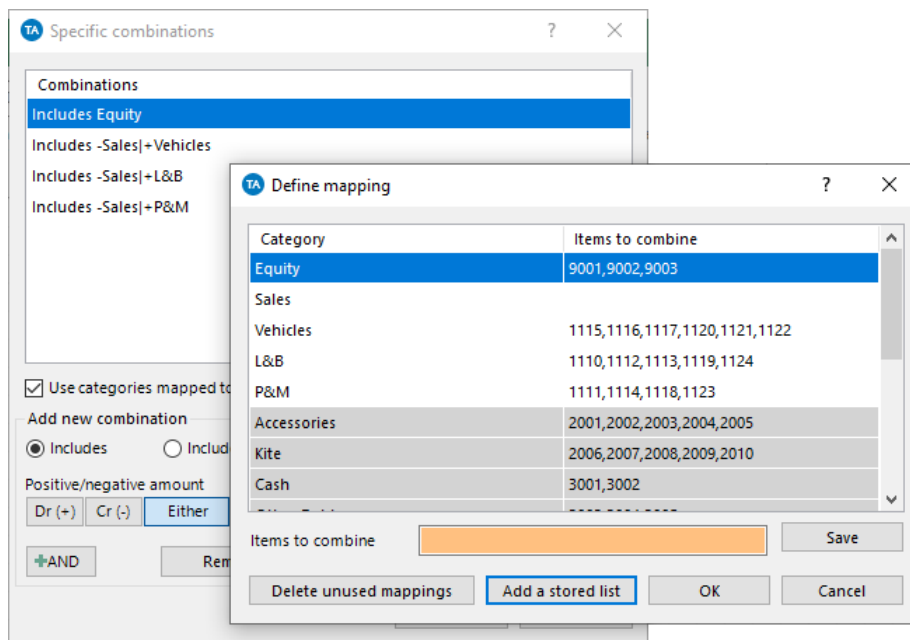 TA Specific combinations ? ×
Combinations
Includes Equity
Includes -Sales|+Vehicles
Includes -Sales|+L&B
Includes -Sales|+P&M
Use categories mapped to
Add new combination
Includes Includ
Positive/negative amount
Dr (+) Cr (-) Either
+AND Rem
TA Define mapping ? ×
Category Items to combine
Equity 9001,9002,9003
Sales
Vehicles 1115,1116,1117,1120,1121,1122
L&B 1110,1112,1113,1119,1124
P&M 1111,1114,1118,1123
Accessories 2001,2002,2003,2004,2005
Kite 2006,2007,2008,2009,2010
Cash 3001,3002
Items to combine Save
Delete unused mappings Add a stored list OK Cancel